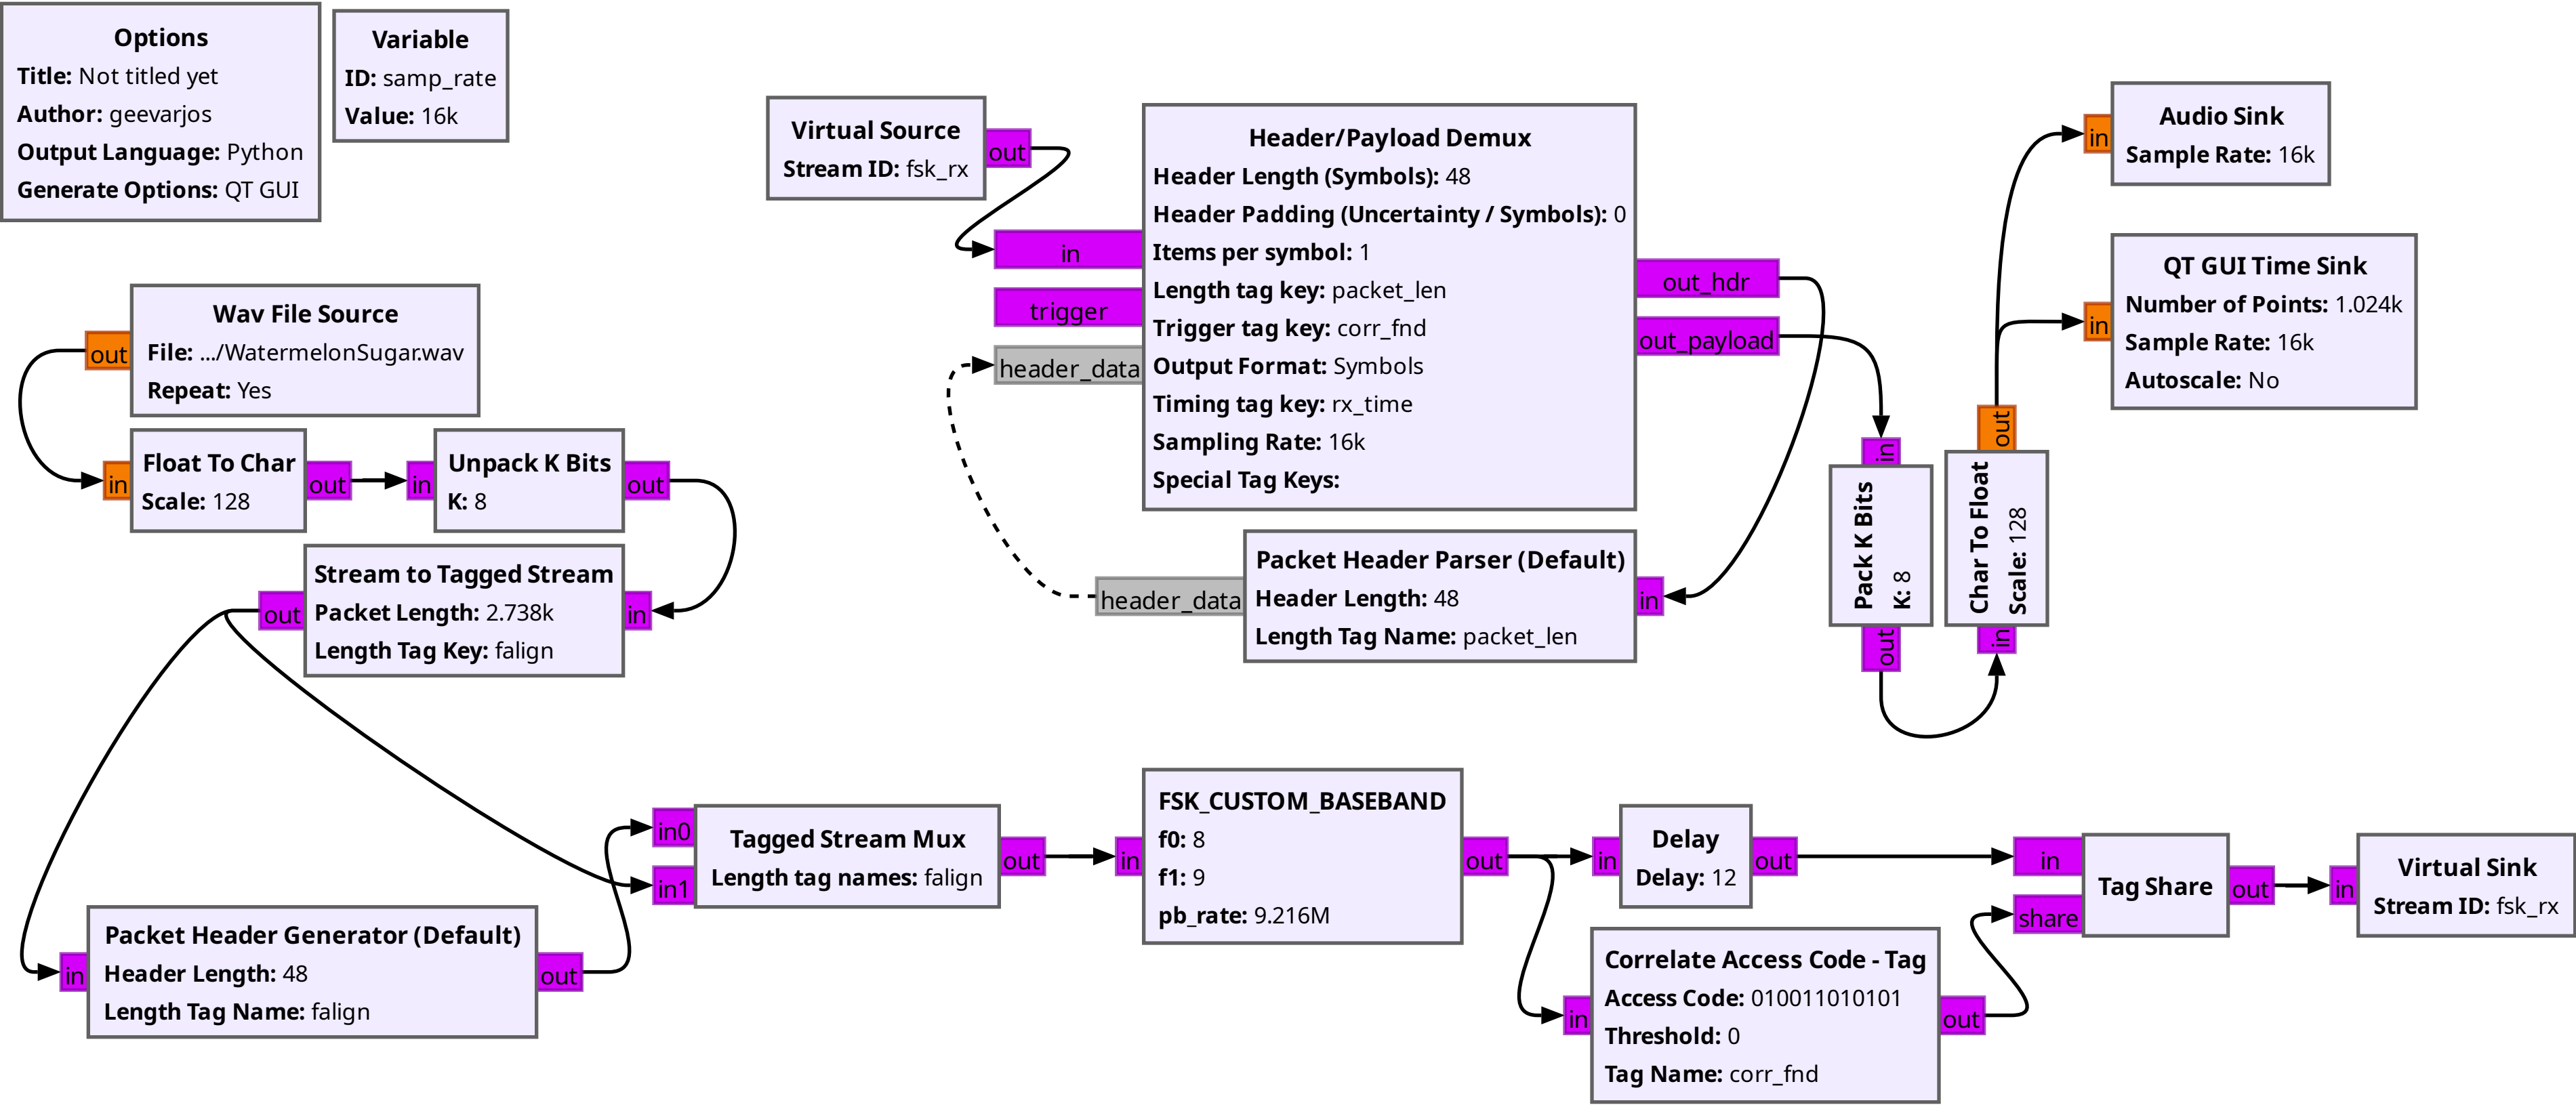 Options
Title: Not titled yet
Author: geevarjos
Output Language: Python
Generate Options: QT GUI
Variable
ID: samp_rate
Value: 16k
Virtual Source
Stream ID: fsk_rx
out
Header/Payload Demux
Header Length (Symbols): 48
Header Padding (Uncertainty / Symbols): 0
Items per symbol: 1
Length tag key: packet_len
Trigger tag key: corr_fnd
Output Format: Symbols
Timing tag key: rx_time
Sampling Rate: 16k
Special Tag Keys:
in
trigger
header_data
out_hdr
out_payload
Audio Sink
Sample Rate: 16k
in
QT GUI Time Sink
Number of Points: 1.024k
Sample Rate: 16k
Autoscale: No
in
Wav File Source
File: .../WatermelonSugar.wav
Repeat: Yes
out
in
Float To Char
Scale: 128
out
in
Unpack K Bits
K: 8
out
Stream to Tagged Stream
Packet Length: 2.738k
Length Tag Key: falign
out
in
Packet Header Parser (Default)
Header Length: 48
Length Tag Name: packet_len
header_data
in
in
Pack K Bits
K: 8
out
out
Char To Float
Scale: 128
in
Packet Header Generator (Default)
Header Length: 48
Length Tag Name: falign
in
out
in0
in1
Tagged Stream Mux
Length tag names: falign
out
in
FSK_CUSTOM_BASEBAND
f0: 8
f1: 9
pb_rate: 9.216M
out
in
Delay
Delay: 12
out
in
Correlate Access Code - Tag
Access Code: 010011010101
Threshold: 0
Tag Name: corr_fnd
out
in
share
Tag Share
out
in
Virtual Sink
Stream ID: fsk_rx